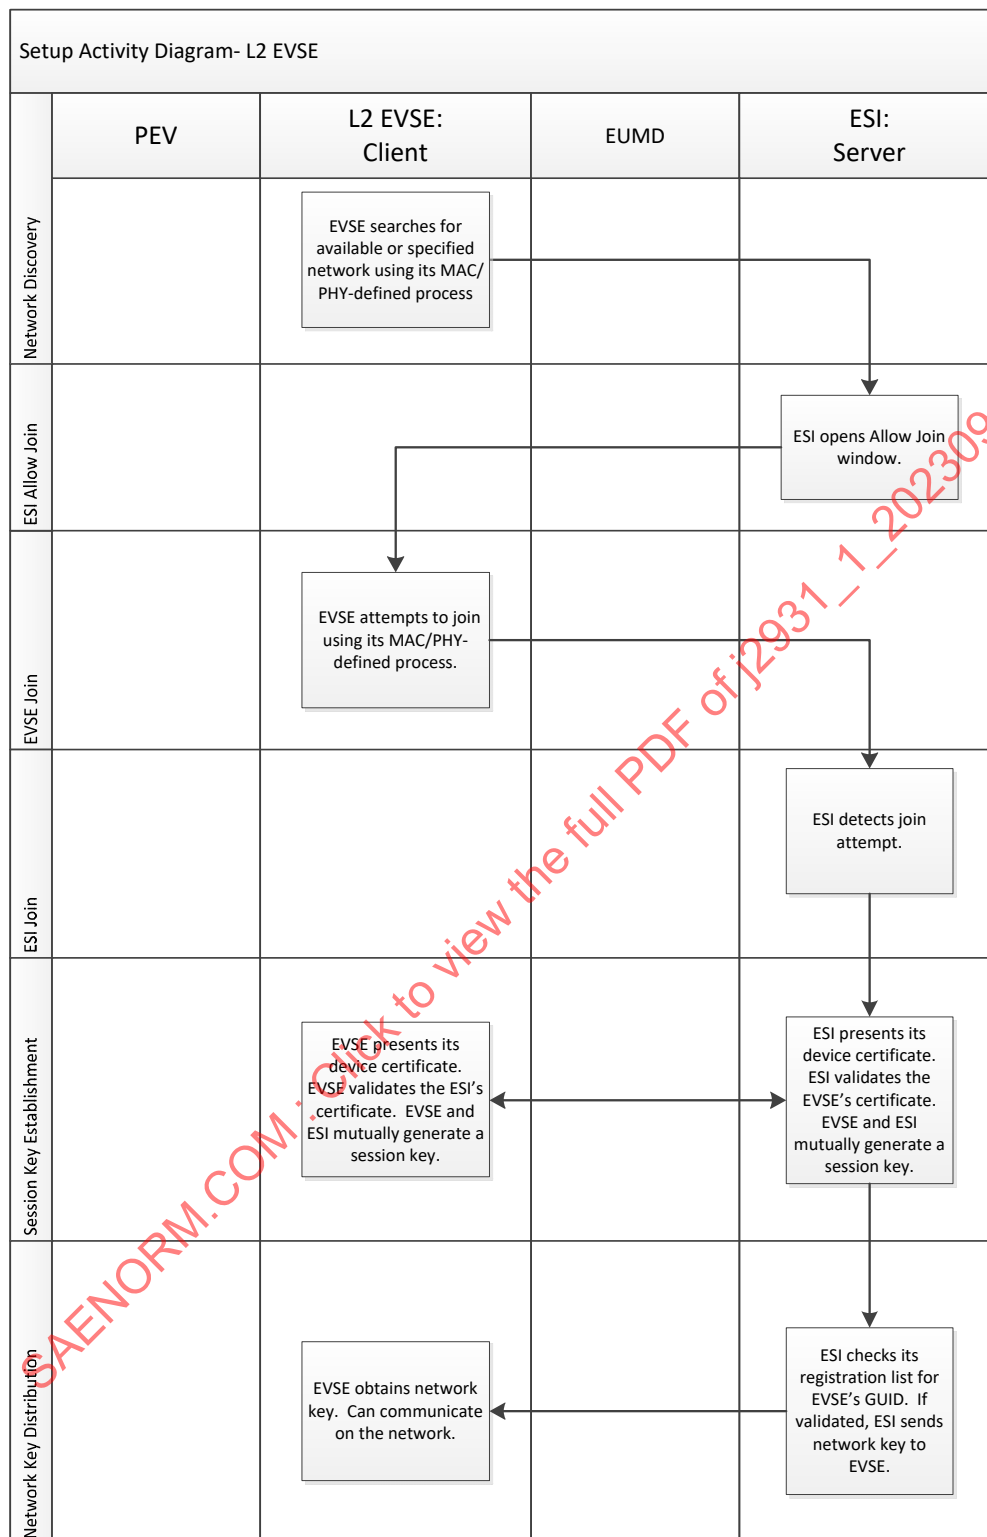 Setup Activity Diagram- L2 EVSE
PEV
L2 EVSE:
Client
EUMD
ESI:
Server
Network Discovery
EVSE searches for
available or specified
network using its MAC/
PHY-defined process
ESI Allow Join
ESI opens Allow Join
window.
EVSE Join
EVSE attempts to join
using its MAC/PHY-
defined process.
ESI Join
ESI detects join
attempt.
Session Key Establishment
EVSE presents its
device certificate.
EVSE validates the ESI’s
certificate.  EVSE and
ESI mutually generate a
session key.
ESI presents its
device certificate.
ESI validates the
EVSE’s certificate.
EVSE and ESI
mutually generate a
session key.
Network Key Distribution
EVSE obtains network
key.  Can communicate
on the network.
ESI checks its
registration list for
EVSE’s GUID.  If
validated, ESI sends
network key to
EVSE.
SAENORM.COM : Click to view the full PDF of j2931_1_202309